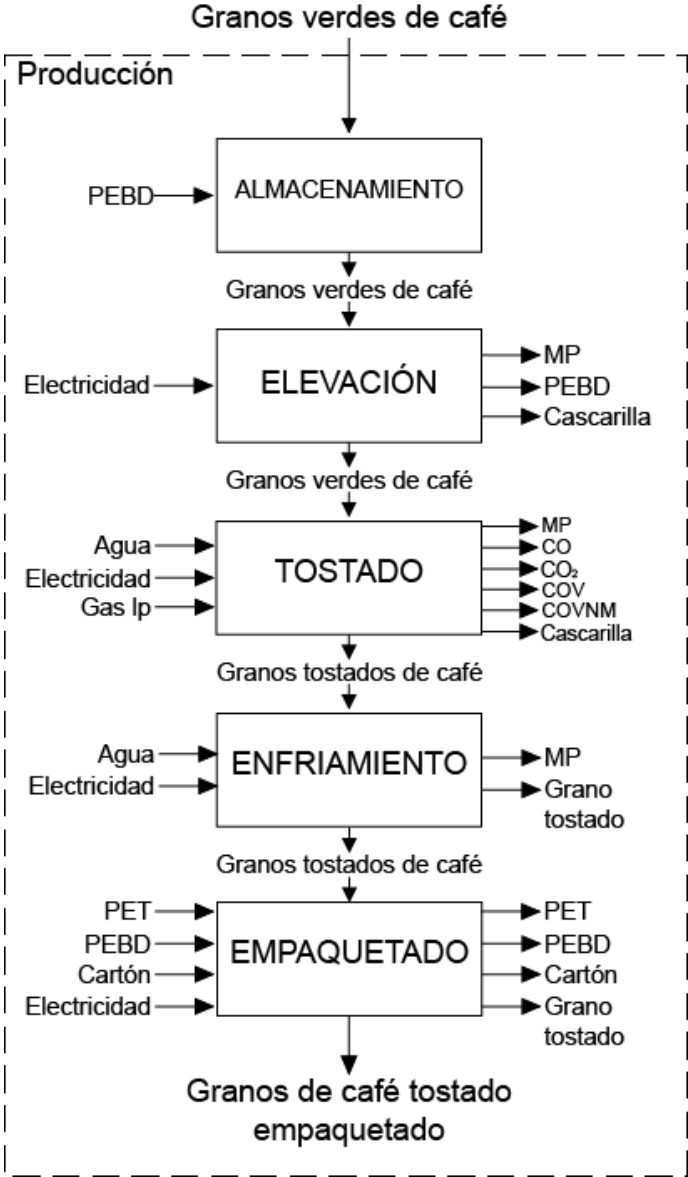 Granos verdes de café
Producción
PEBD
ALMACENAMIENTO
Granos verdes de café
Electricidad
ELEVACIÓN
MP
PEBD
Cascarilla
Granos verdes de café
Agua
Electricidad
Gas lp
TOSTADO
MP
CO
CO₂
COV
COVNM
Cascarilla
Granos tostados de café
Agua
Electricidad
ENFRIAMIENTO
MP
Grano
tostado
Granos tostados de café
PET
PEBD
Cartón
Electricidad
EMPAQUETADO
PET
PEBD
Cartón
Grano
tostado
Granos de café tostado
empaquetado